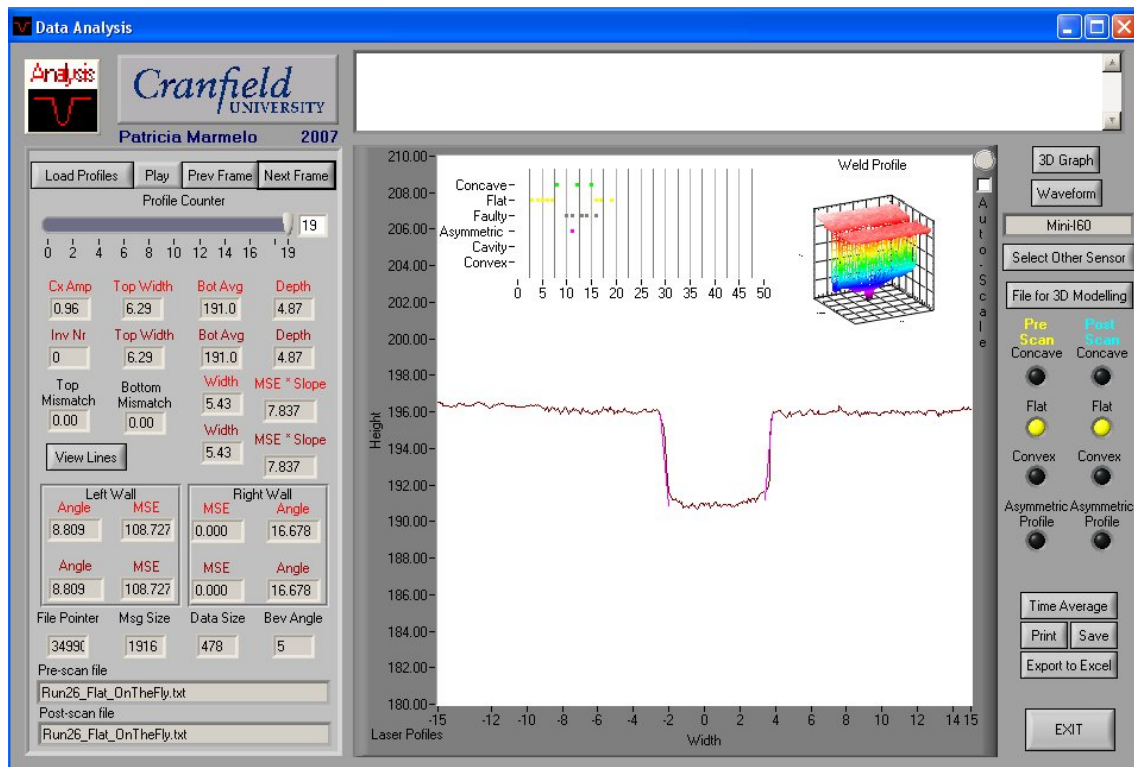 Data Analysis
Analysis
Cranfield
UNIVERSITY
Patricia Marmelo 2007
Load Profiles Play Prev Frame Next Frame
Profile Counter
19
0 2 4 6 8 10 12 14 16 19
Cx Amp Top Width Bot Avg Depth
0.96 6.29 191.0 4.87
Inv Nr Top Width Bot Avg Depth
0 6.29 191.0 4.87
Top Mismatch Bottom Mismatch Width MSE * Slope
0.00 0.00 5.43 7.837
Width MSE * Slope
5.43 7.837
View Lines
Left Wall Right Wall
Angle MSE MSE Angle
8.809 108.727 0.000 16.678
Angle MSE MSE Angle
8.809 108.727 0.000 16.678
File Pointer Msg Size Data Size Bev Angle
1916 478 5
Pre-scan file
Run26_Flat_OnTheFly.txt
Post-scan file
Run26_Flat_OnTheFly.txt
210.00
208.00
206.00
204.00
202.00
200.00
198.00
196.00
194.00
192.00
190.00
188.00
186.00
184.00
182.00
180.00
Height
-15 -12 -10 -8 -6 -4 -2 0 2 4 6 8 10 12 14 15
Width
Laser Pofiles
Concave
Flat
Faulty
Asymmetric
Cavity
Convex
0 5 10 15 20 25 30 35 40 45 50
Weld Profile
Auto-Scale
3D Graph
Waveform
Mini-I60
Select Other Sensor
File for 3D Modelling
Pre Scan Post Scan
Concave Concave
Flat Flat
Convex Convex
Asymmetric Profile Asymmetric Profile
Time Average
Print Save
Export to Excel
EXIT